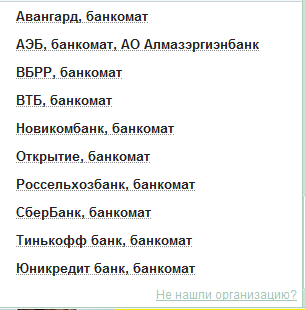 Авангард, банкомат
АЭБ, банкомат, АО Алмазэргиэнбанк
ВБРР, банкомат
ВТБ, банкомат
Новикомбанк, банкомат
Открытие, банкомат
Россельхозбанк, банкомат
СберБанк, банкомат
Тинькофф банк, банкомат
Юникредит банк, банкомат
Не нашли организацию?